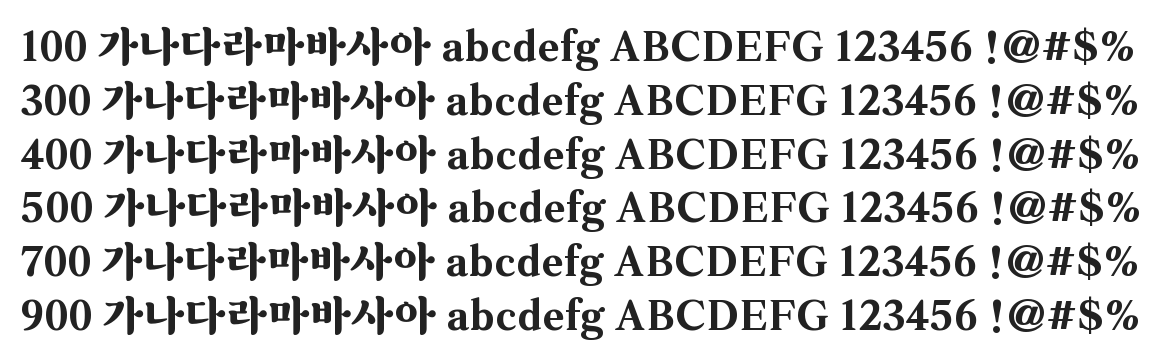 100 가나다라마바사아 abcdefg ABCDEFG 123456 !@#$%
300 가나다라마바사아 abcdefg ABCDEFG 123456 !@#$%
400 가나다라마바사아 abcdefg ABCDEFG 123456 !@#$%
500 가나다라마바사아 abcdefg ABCDEFG 123456 !@#$%
700 가나다라마바사아 abcdefg ABCDEFG 123456 !@#$%
900 가나다라마바사아 abcdefg ABCDEFG 123456 !@#$%